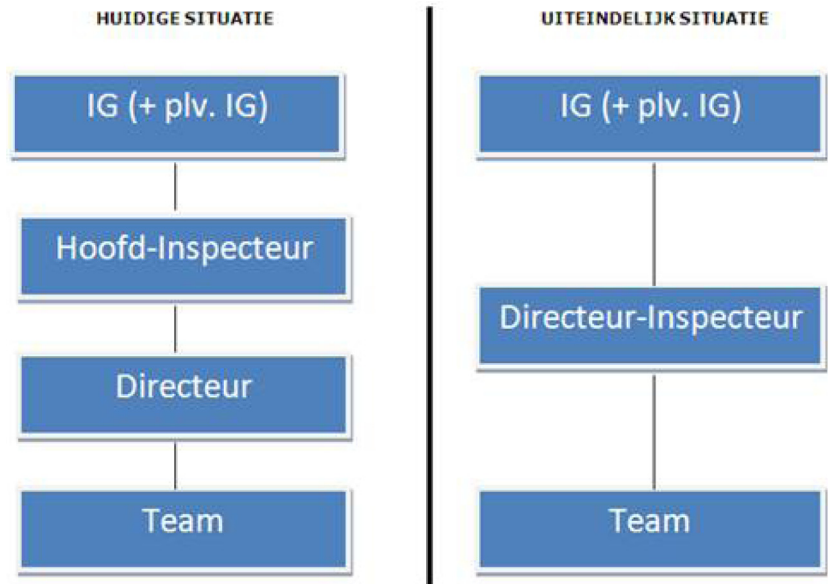 HUIDIGE SITUATIE
IG (+ plv. IG)
Hoofd-Inspecteur
Directeur
Team
UITEINDELIJK SITUATIE
IG (+ plv. IG)
Directeur-Inspecteur
Team